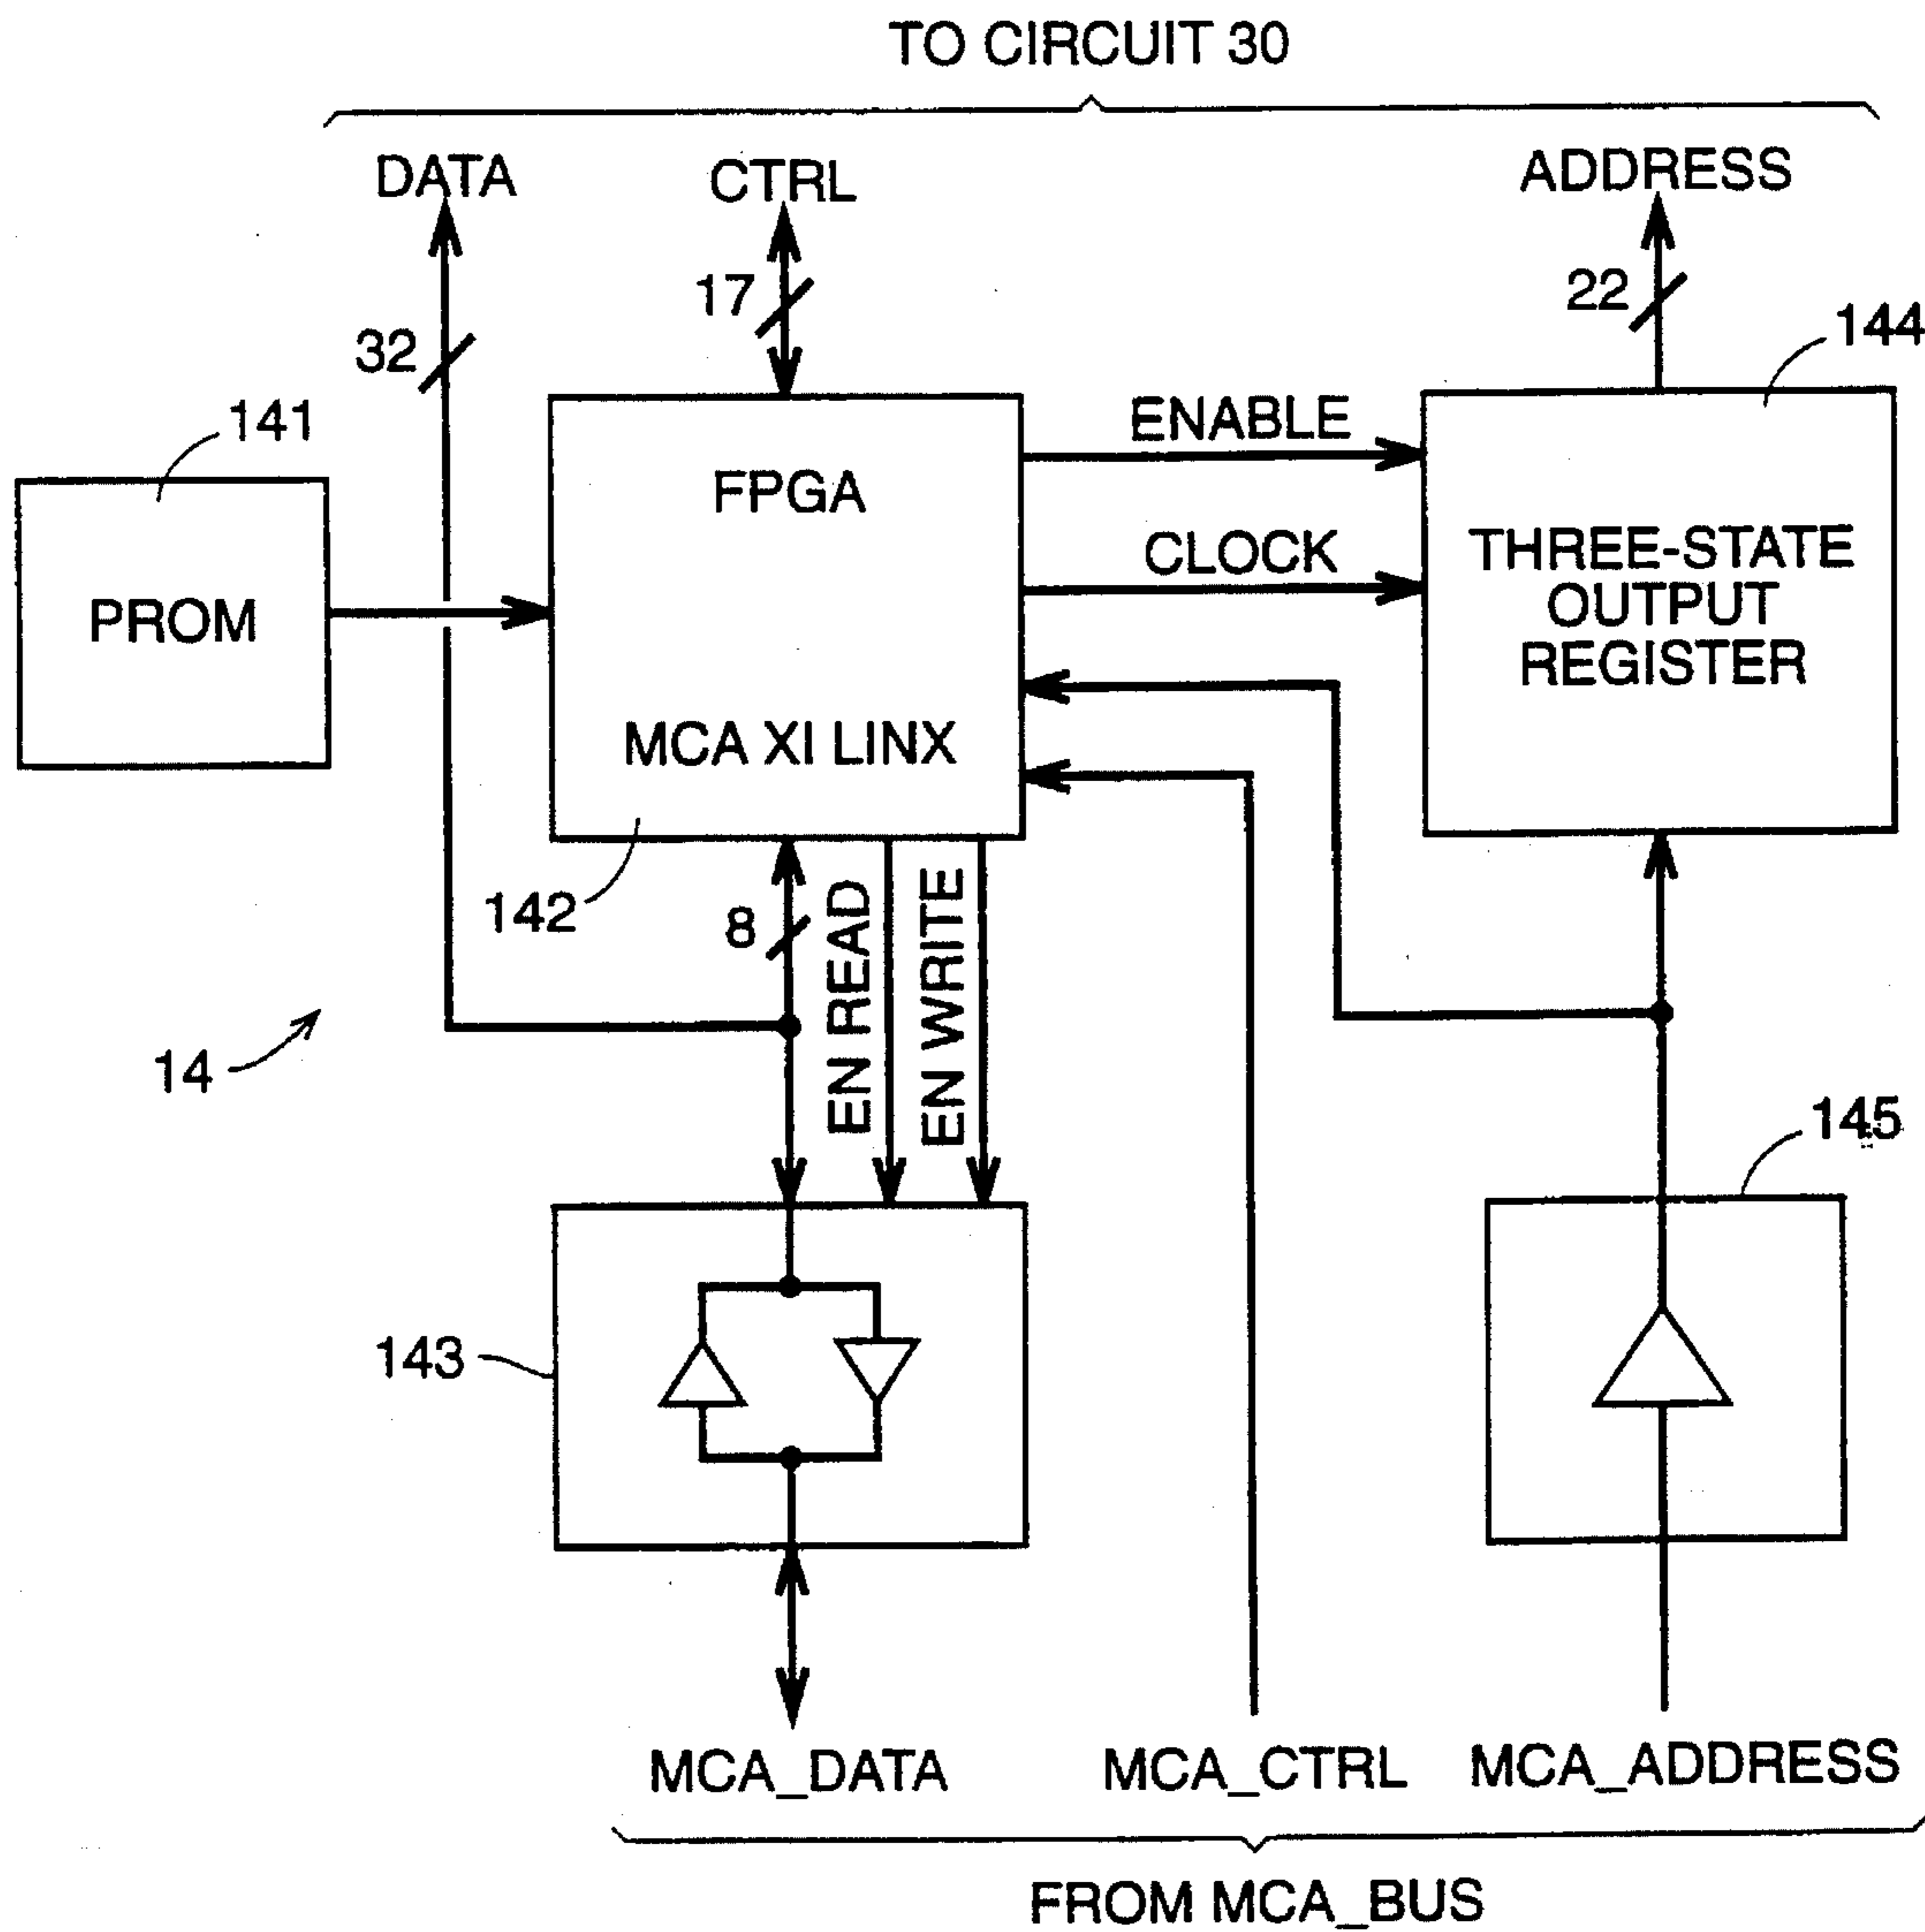 TO CIRCUIT 30
DATA
CTRL
ADDRESS
17
22
32
144
141
ENABLE
FPGA
CLOCK
THREE-STATE
OUTPUT
REGISTER
PROM
MCA XI LINX
142
8
EN READ
EN WRITE
14
145
143
MCA_DATA
MCA_CTRL
MCA_ADDRESS
FROM MCA_BUS